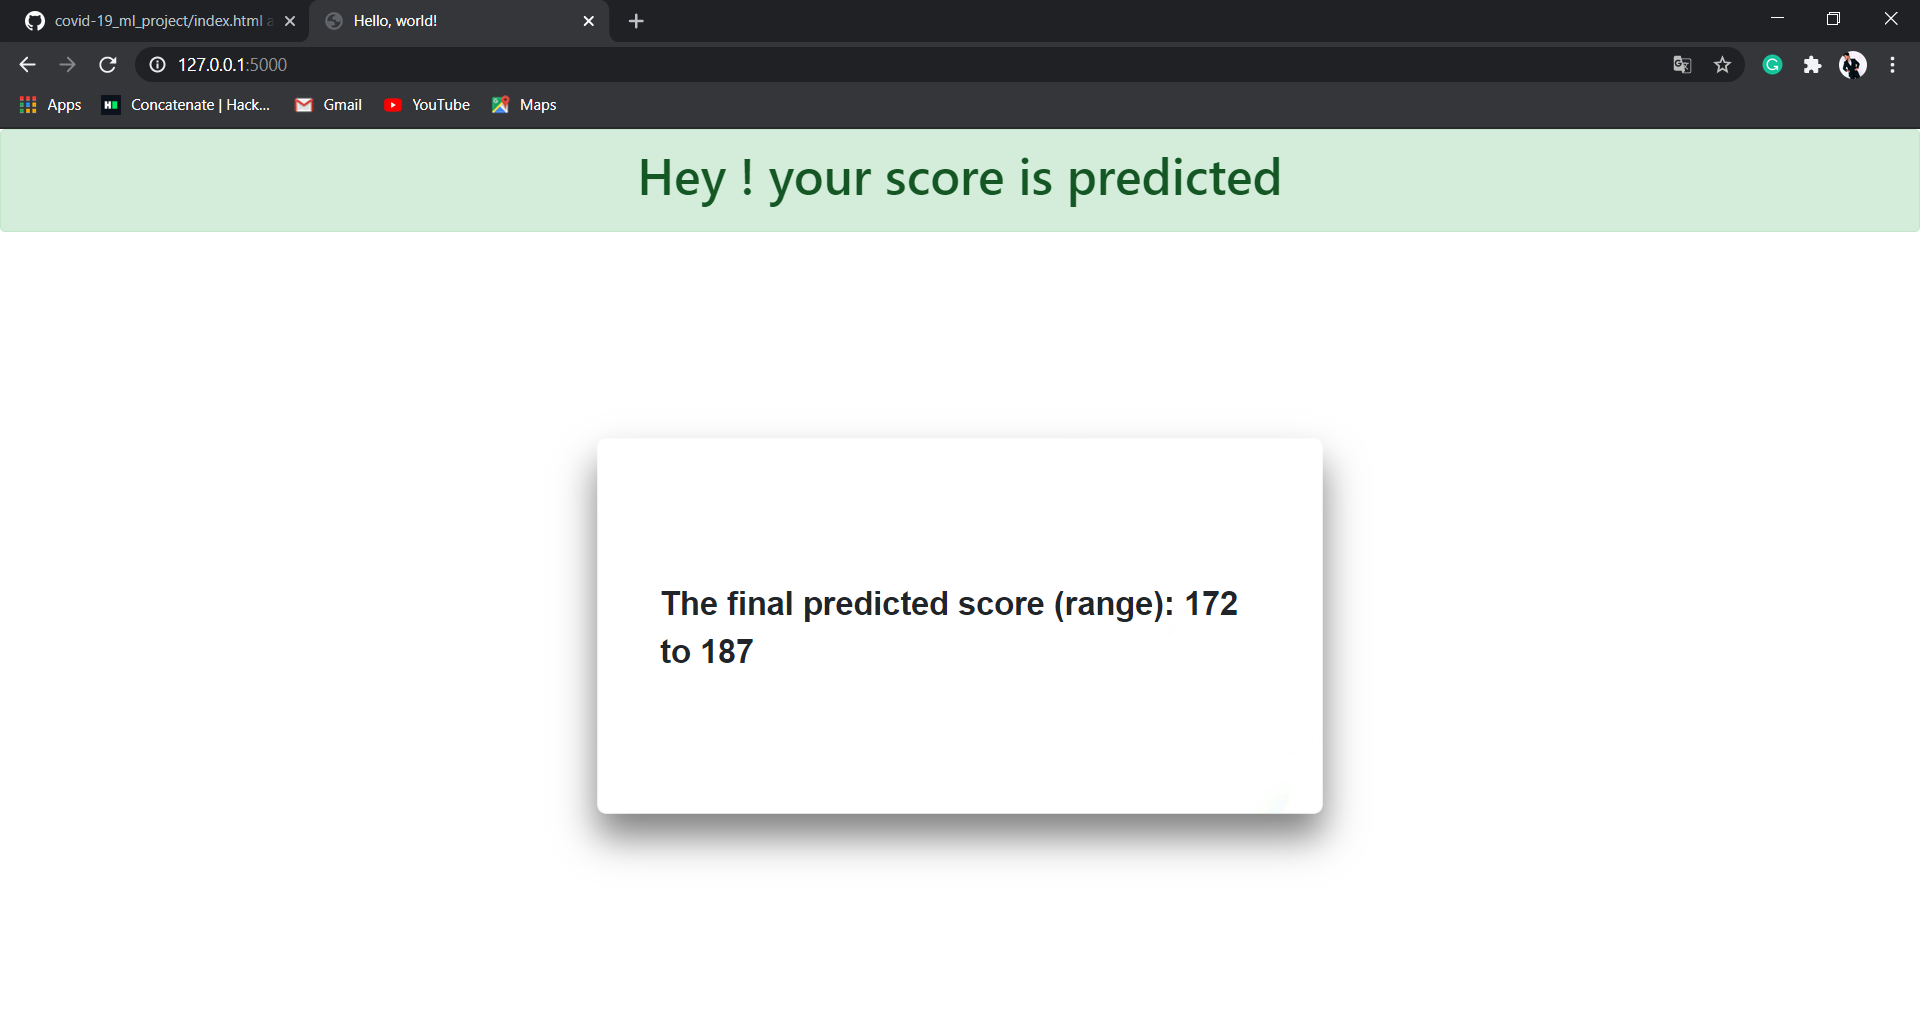 covid-19_ml_project/index.html a
Hello, world!
127.0.0.1:5000
Apps
Concatenate | Hack...
Gmail
YouTube
Maps
Hey ! your score is predicted
The final predicted score (range): 172
to 187